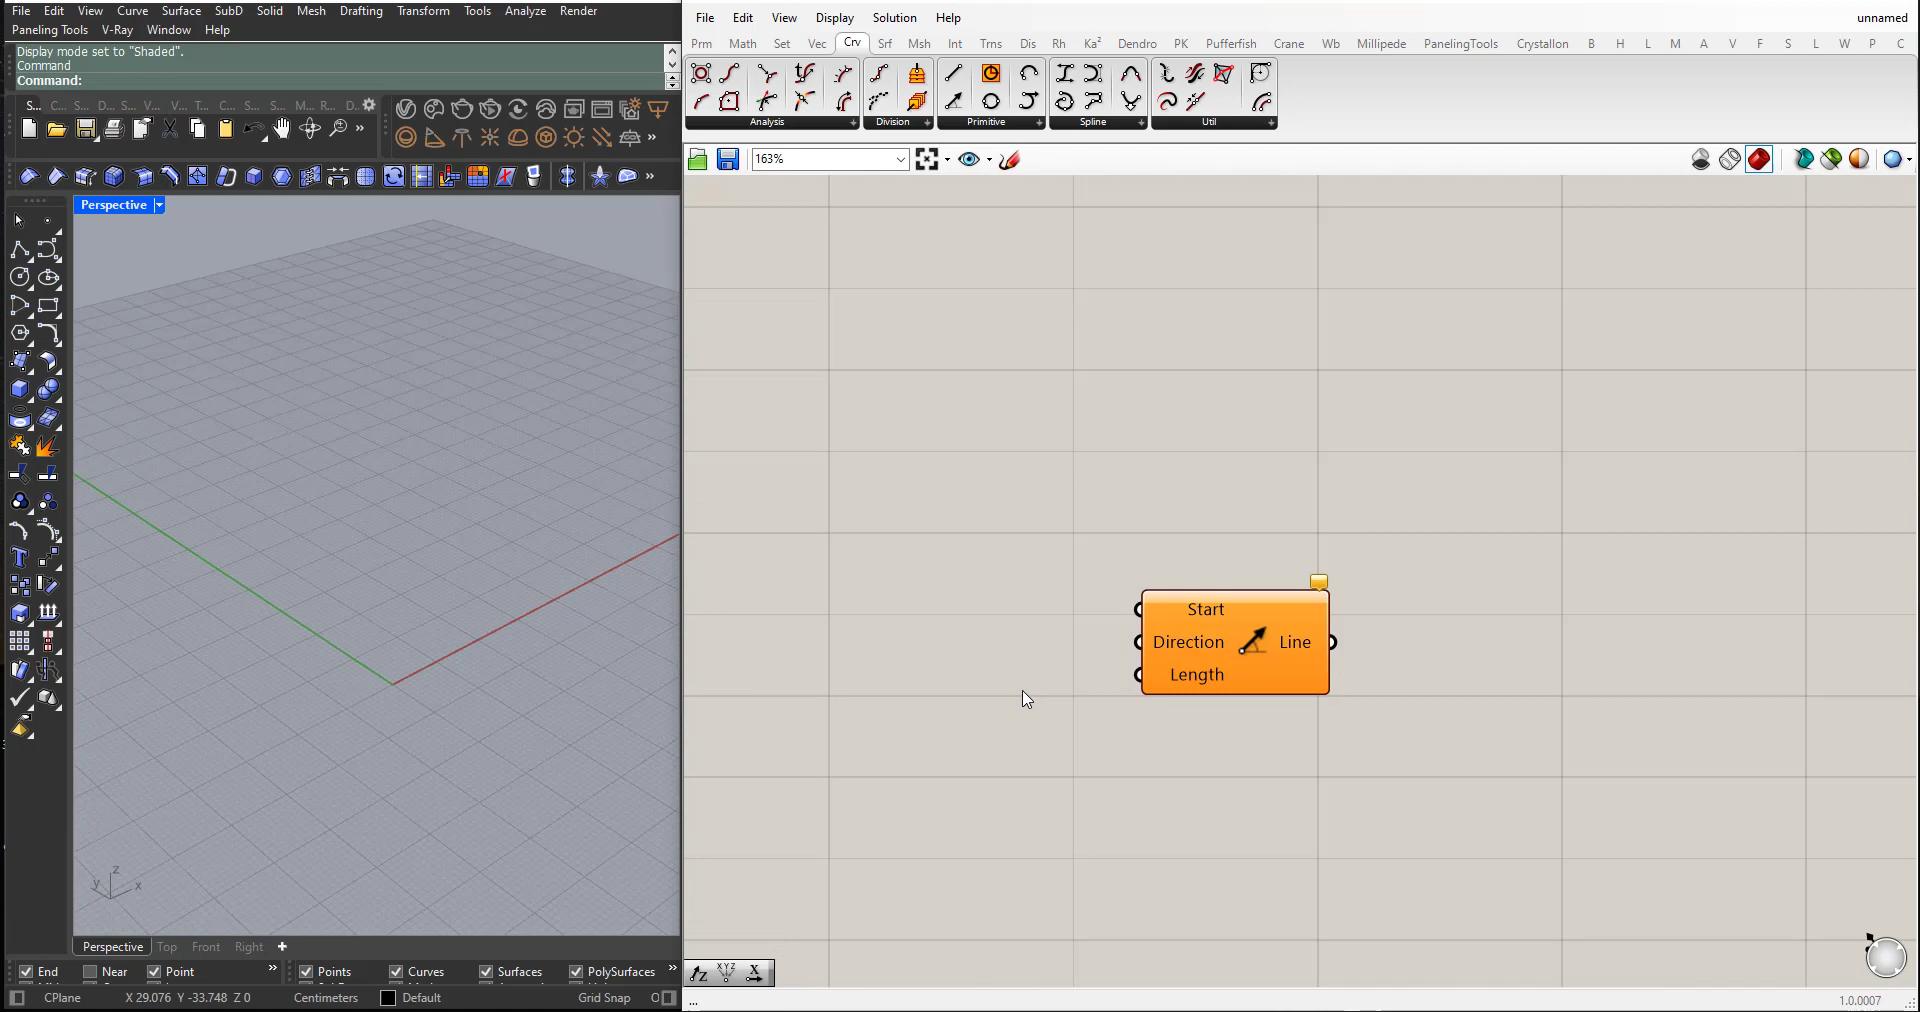 File Edit View Curve Surface SubD Solid Mesh Drafting Transform Tools Analyze Render
Paneling Tools V-Ray Window Help
Display mode set to "Shaded".
Command
Command:
S... C... S... D... S... V... V... T... C... S... S... M... R... D.
Perspective
z
y x
Perspective Top Front Right
End Near Point Points Curves Surfaces PolySurfaces
CPlane X 29.076 Y -33.748 Z 0 Centimeters Default Grid Snap O
File Edit View Display Solution Help unnamed
Prm Math Set Vec Crv Srf Msh Int Trns Dis Rh Ka² Dendro PK Pufferfish Crane Wb Millipede PanelingTools Crystallon B H L M A V F S L W P C
Analysis Division Primitive Spline Util
163%
Start
Direction Line
Length
Z XYZ X
... 1.0.0007